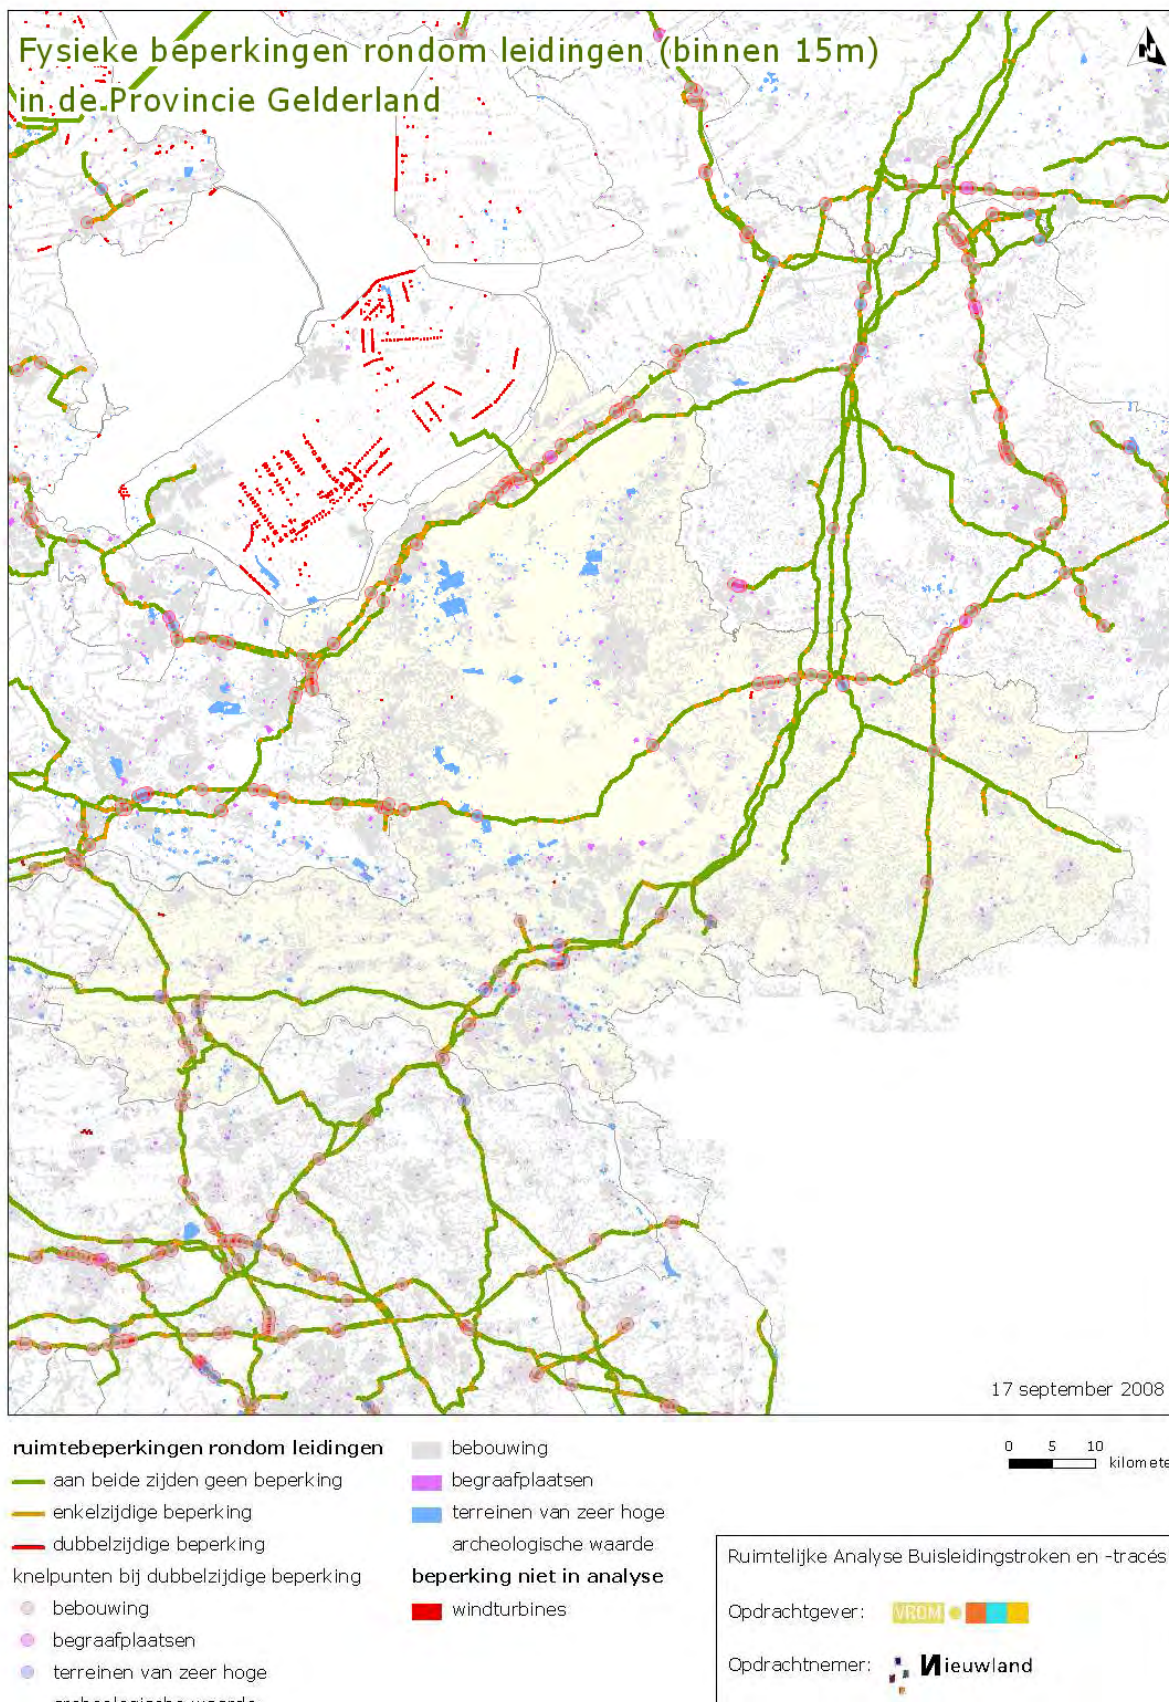 Fysieke beperkingen rondom leidingen (binnen 15m)
in de Provincie Gelderland
N
17 september 2008
ruimtebeperkingen rondom leidingen
aan beide zijden geen beperking
enkelzijdige beperking
dubbelzijdige beperking
knelpunten bij dubbelzijdige beperking
bebouwing
begraafplaatsen
terreinen van zeer hoge
archeologische waarde
bebouwing
begraafplaatsen
terreinen van zeer hoge
archeologische waarde
beperking niet in analyse
windturbines
0 5 10
kilomete
Ruimtelijke Analyse Buisleidingstroken en -tracés
Opdrachtgever: VROM
Opdrachtnemer: Nieuwland